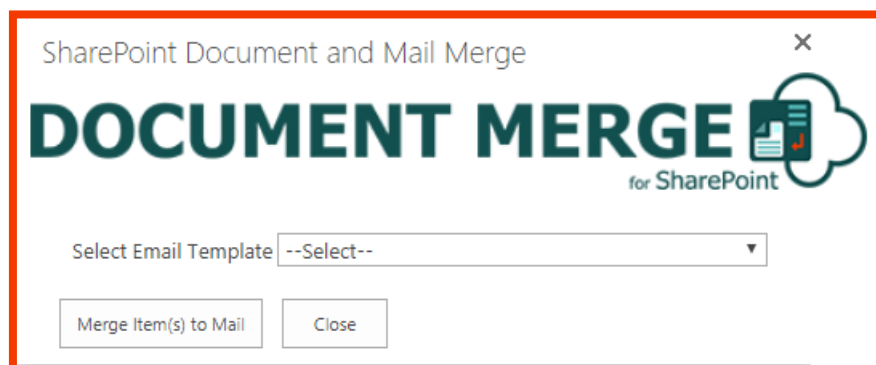 SharePoint Document and Mail Merge
DOCUMENT MERGE
for SharePoint
Select Email Template --Select--
Merge Item(s) to Mail Close